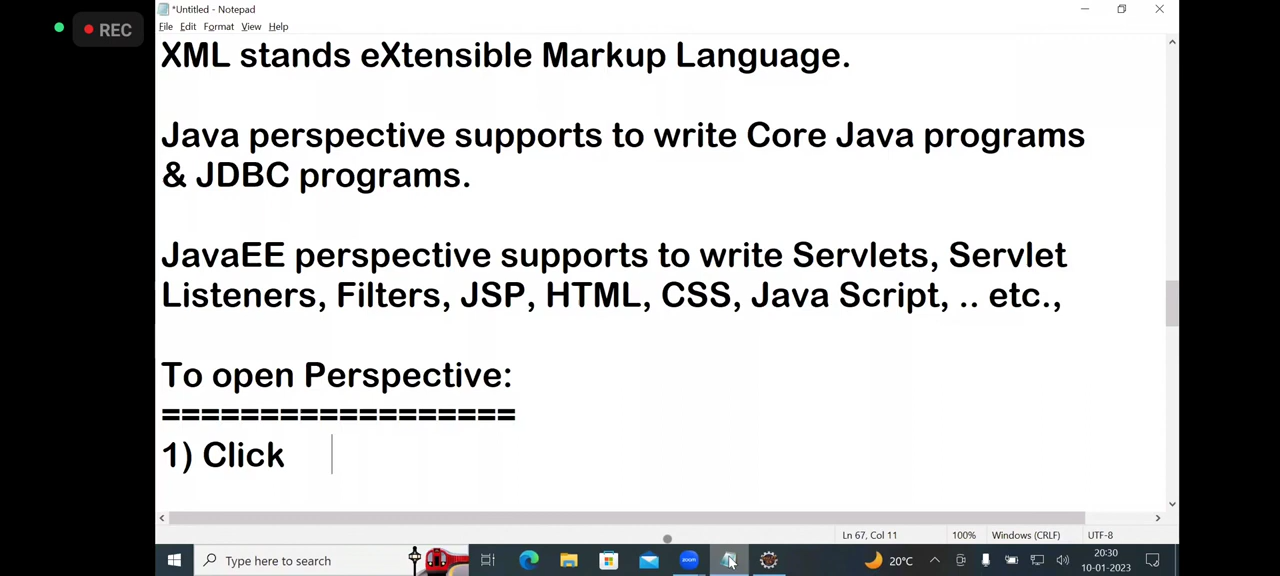 REC
*Untitled - Notepad
File Edit Format View Help
XML stands eXtensible Markup Language.
Java perspective supports to write Core Java programs
& JDBC programs.
JavaEE perspective supports to write Servlets, Servlet
Listeners, Filters, JSP, HTML, CSS, Java Script, .. etc.,
To open Perspective:
==================
1) Click
Ln 67, Col 11 100% Windows (CRLF) UTF-8
Type here to search
zoom
20°C
20:30
10-01-2023